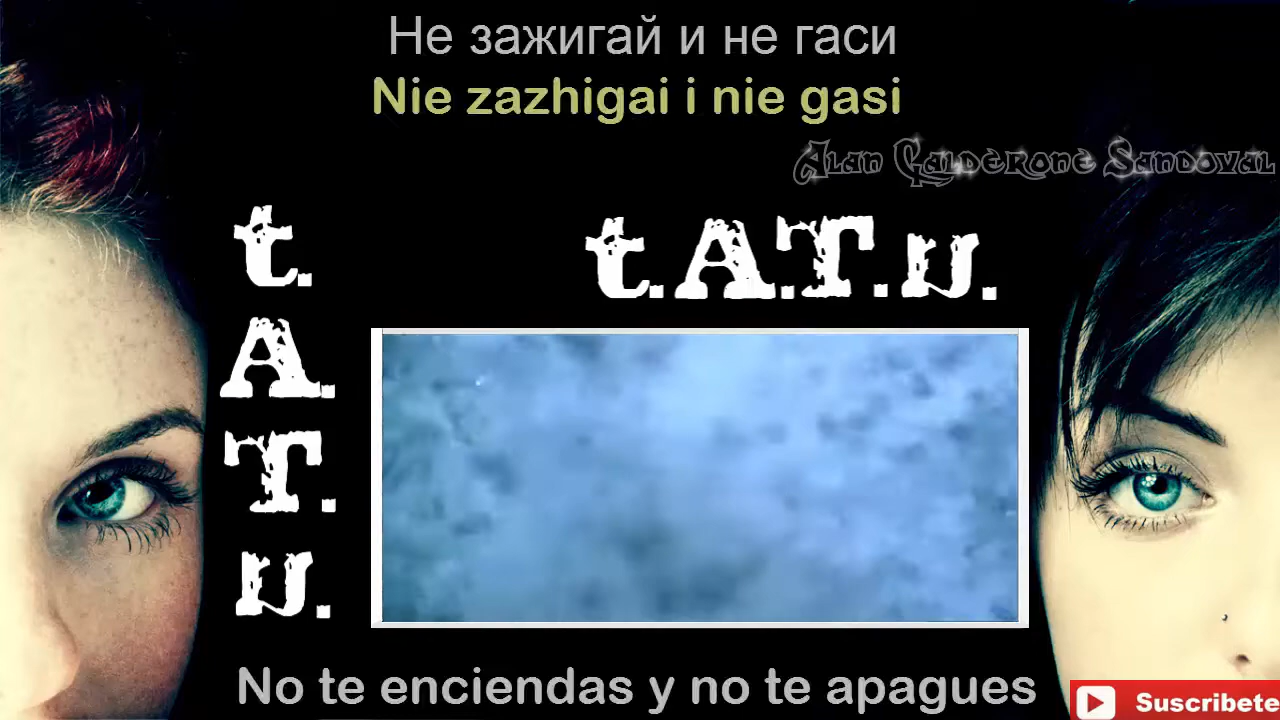 Не зажигай и не гаси
Nie zazhigai i nie gasi
Alan Calderone Sandoval
t.A.T.u.
t.
A.
T.
u.
No te enciendas y no te apagues
Suscribete